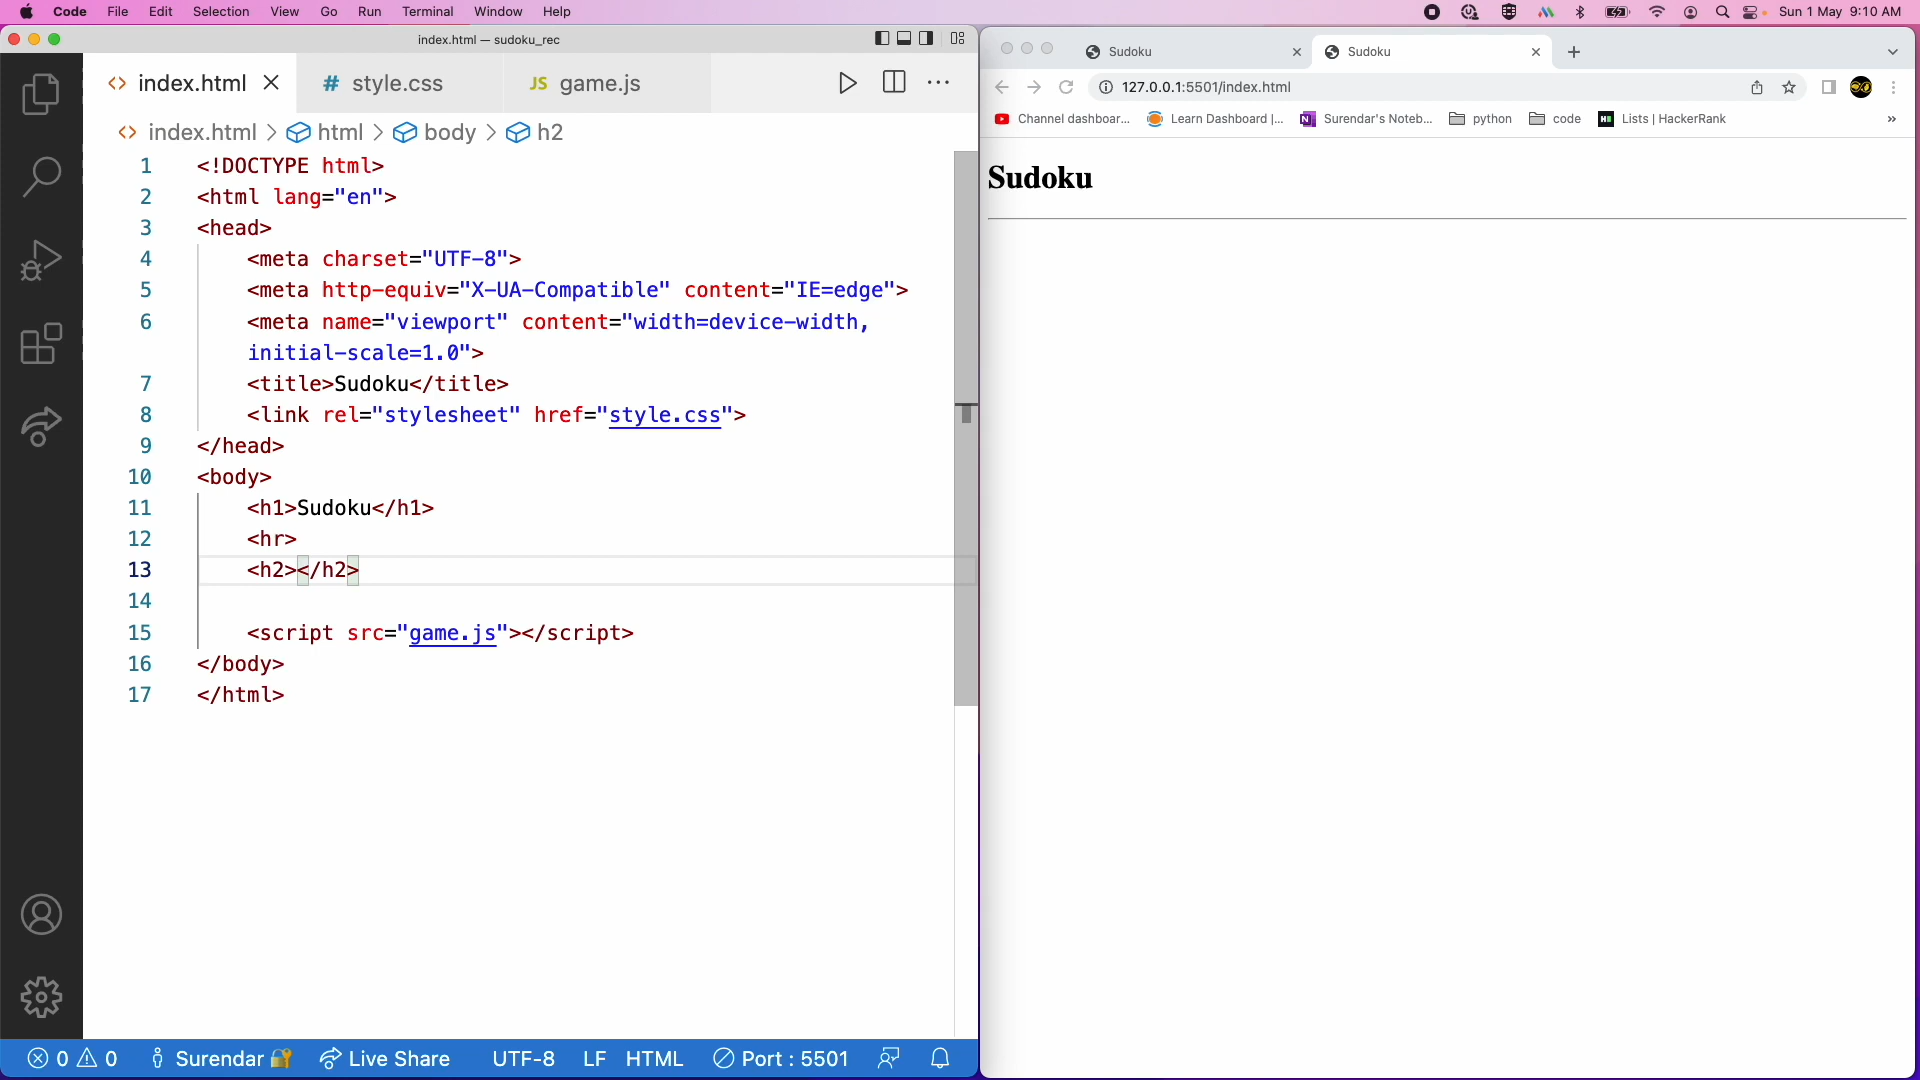 Code File Edit Selection View Go Run Terminal Window Help
Sun 1 May 9:10 AM
index.html — sudoku_rec
index.html
# style.css
JS game.js
index.html > html > body > h2
1 <!DOCTYPE html>
2 <html lang="en">
3 <head>
4 <meta charset="UTF-8">
5 <meta http-equiv="X-UA-Compatible" content="IE=edge">
6 <meta name="viewport" content="width=device-width,
initial-scale=1.0">
7 <title>Sudoku</title>
8 <link rel="stylesheet" href="style.css">
9 </head>
10 <body>
11 <h1>Sudoku</h1>
12 <hr>
13 <h2></h2>
14
15 <script src="game.js"></script>
16 </body>
17 </html>
0 0 Surendar Live Share UTF-8 LF HTML Port : 5501
Sudoku
Sudoku
127.0.0.1:5501/index.html
Channel dashboar... Learn Dashboard |... Surendar's Noteb... python code Lists | HackerRank »
Sudoku